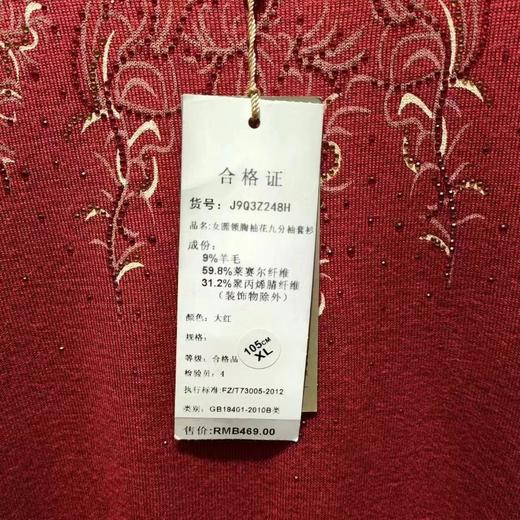 合格证
货号: J9Q3Z248H
品名:女圆领胸袖花九分袖套衫
成份:
9%羊毛
59.8%莱赛尔纤维
31.2%聚丙烯腈纤维
(装饰物除外)
颜色: 大红
规格:
105CM
XL
等级: 合格品
检验员: 4
执行标准:FZ/T73005-2012
类别: GB18401-2010B类
售价:RMB469.00